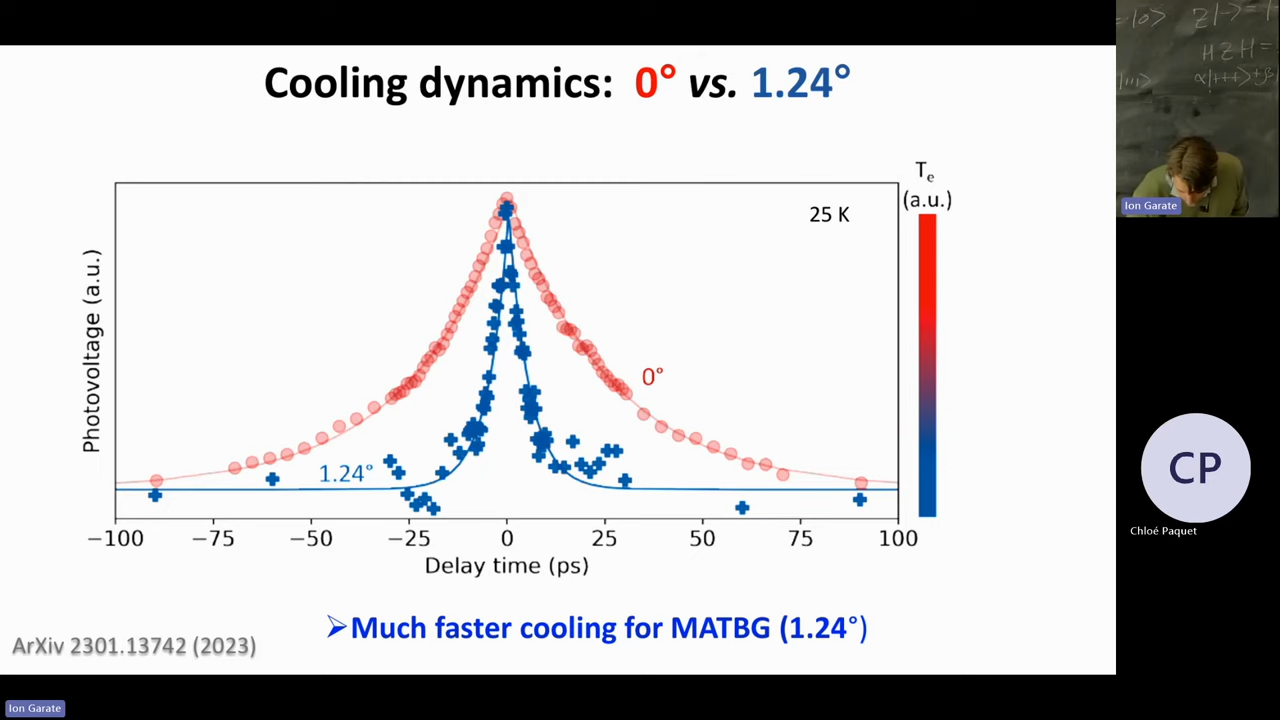 Cooling dynamics: 0° vs. 1.24°
T_e
(a.u.)
25 K
Photovoltage (a.u.)
0°
1.24°
−100 −75 −50 −25 0 25 50 75 100
Delay time (ps)
➢Much faster cooling for MATBG (1.24°)
ArXiv 2301.13742 (2023)
HZH=
Ion Garate
CP
Chloé Paquet
Ion Garate